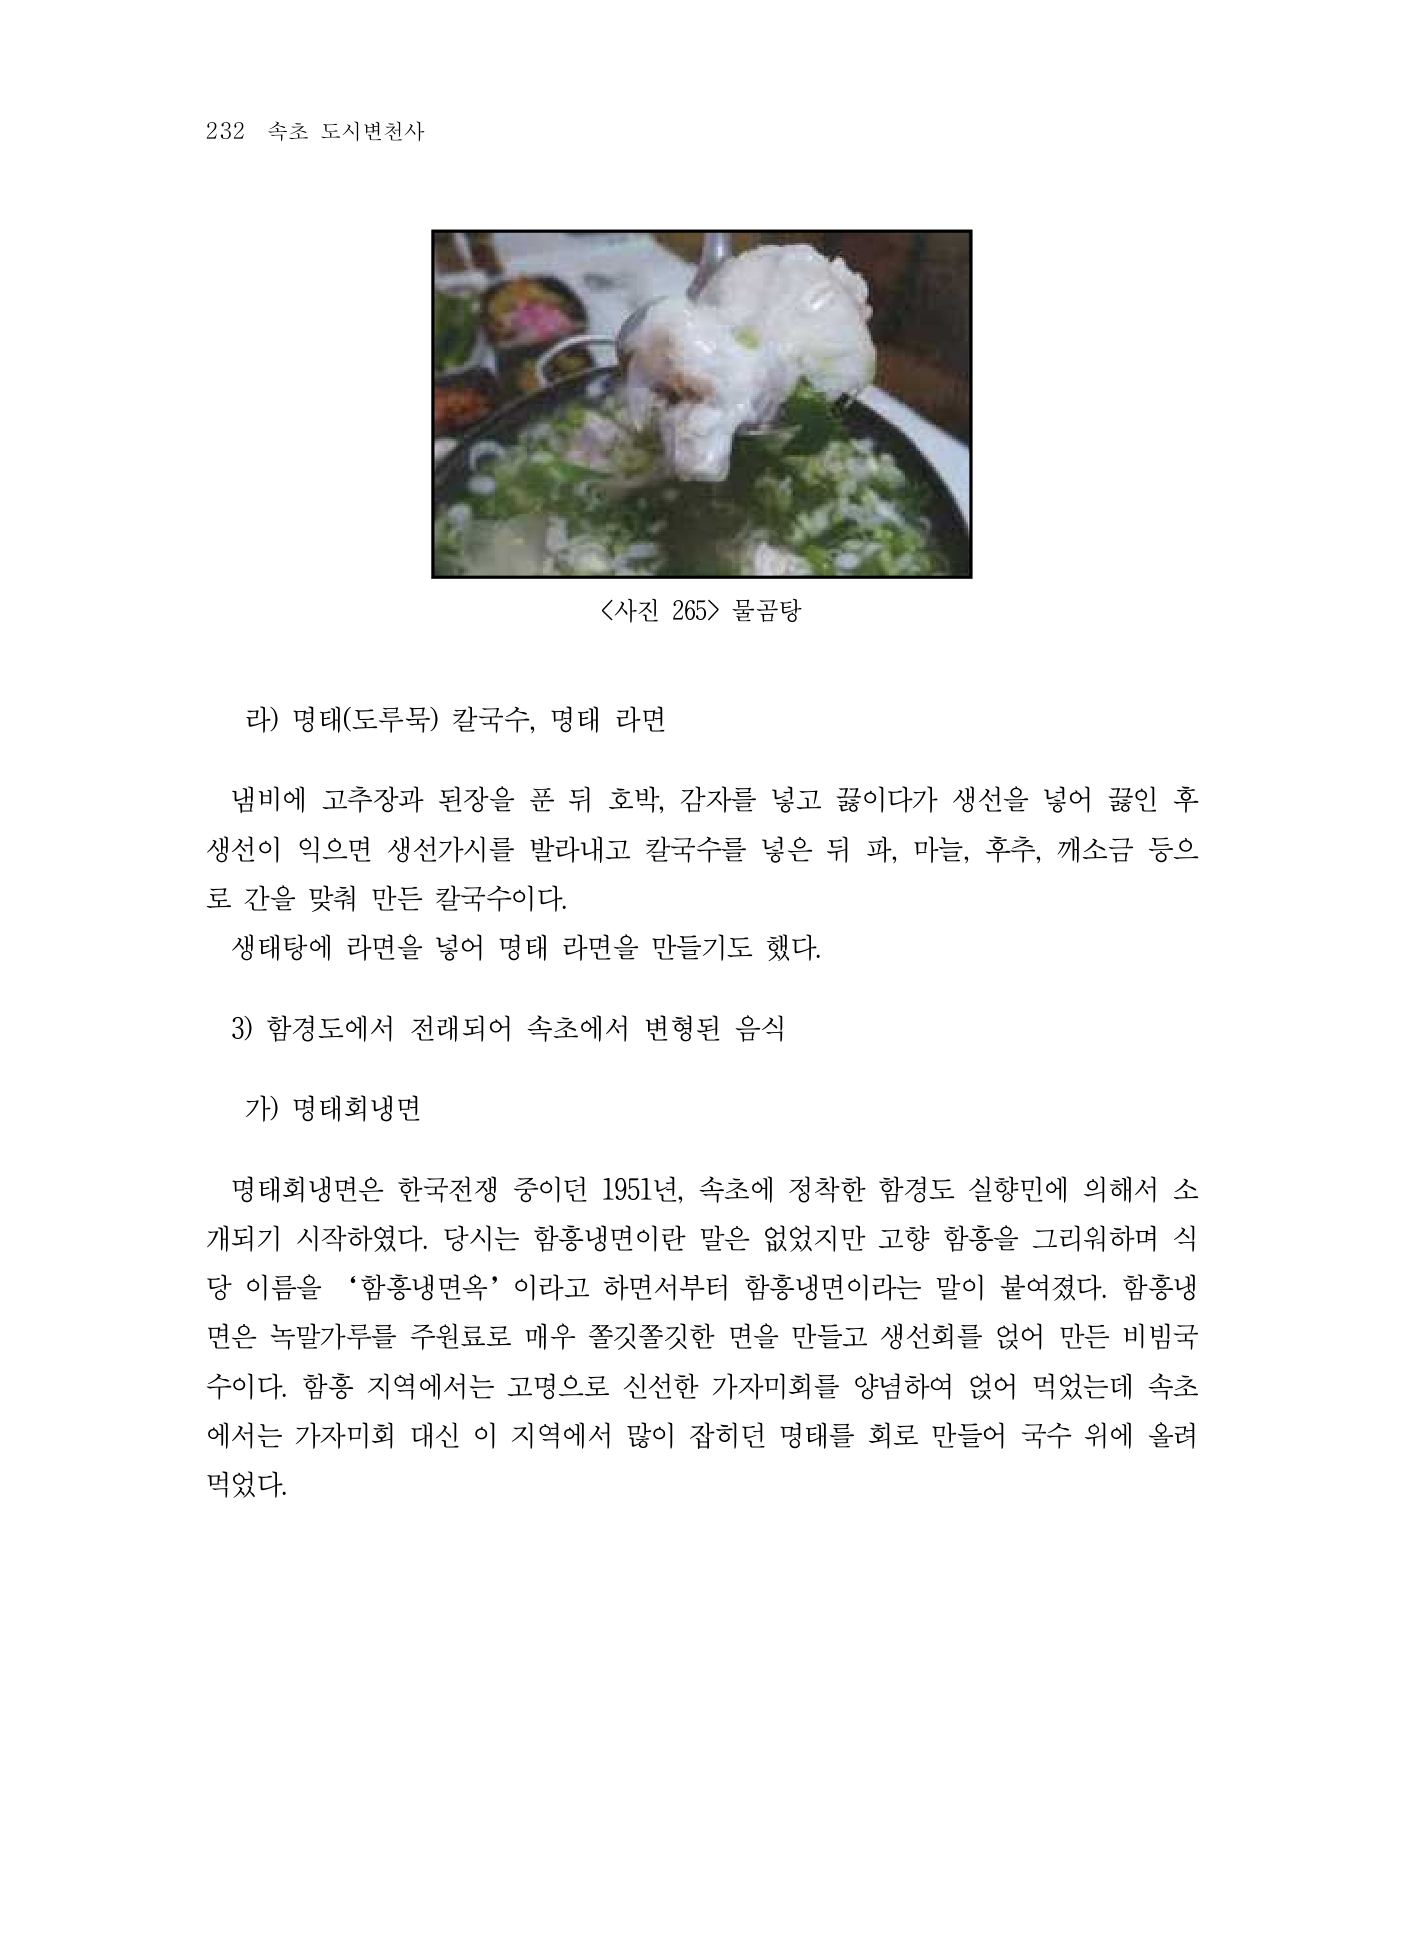 232 속초 도시변천사
<사진 265> 물곰탕
라) 명태(도루묵) 칼국수, 명태 라면
냄비에 고추장과 된장을 푼 뒤 호박, 감자를 넣고 끓이다가 생선을 넣어 끓인 후
생선이 익으면 생선가시를 발라내고 칼국수를 넣은 뒤 파, 마늘, 후추, 깨소금 등으
로 간을 맞춰 만든 칼국수이다.
생태탕에 라면을 넣어 명태 라면을 만들기도 했다.
3) 함경도에서 전래되어 속초에서 변형된 음식
가) 명태회냉면
명태회냉면은 한국전쟁 중이던 1951년, 속초에 정착한 함경도 실향민에 의해서 소
개되기 시작하였다. 당시는 함흥냉면이란 말은 없었지만 고향 함흥을 그리워하며 식
당 이름을 ‘함흥냉면옥’이라고 하면서부터 함흥냉면이라는 말이 붙여졌다. 함흥냉
면은 녹말가루를 주원료로 매우 쫄깃쫄깃한 면을 만들고 생선회를 얹어 만든 비빔국
수이다. 함흥 지역에서는 고명으로 신선한 가자미회를 양념하여 얹어 먹었는데 속초
에서는 가자미회 대신 이 지역에서 많이 잡히던 명태를 회로 만들어 국수 위에 올려
먹었다.